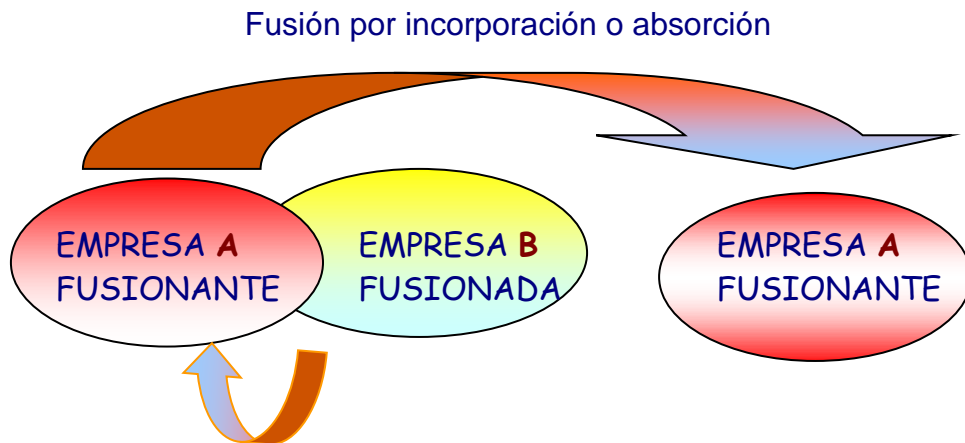 Fusión por incorporación o absorción
EMPRESA A
FUSIONANTE
EMPRESA B
FUSIONADA
EMPRESA A
FUSIONANTE